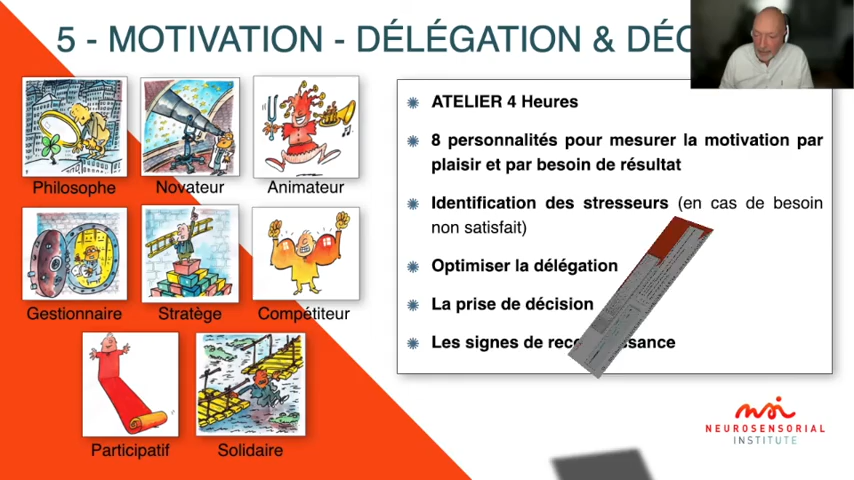 5 - MOTIVATION - DÉLÉGATION &
Philosophe
Novateur
Animateur
Gestionnaire
Stratège
Compétiteur
Participatif
Solidaire
ATELIER 4 Heures
8 personnalités pour mesurer la motivation par
plaisir et par besoin de résultat
Identification des stresseurs (en cas de besoin
non satisfait)
Optimiser la délégation
La prise de décision
Les signes de
nsi
NEUROSENSORIAL
INSTITUTE